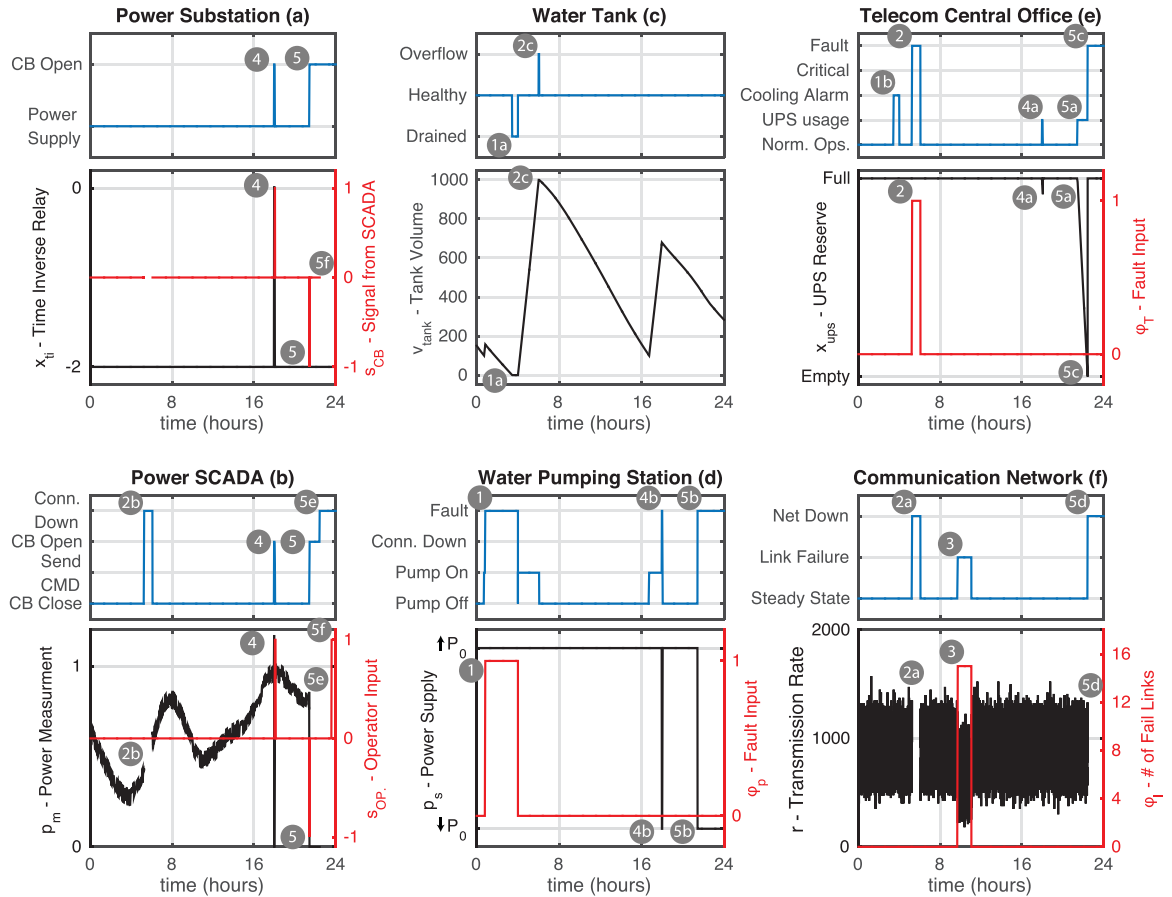 Power Substation (a)
CB Open
Power
Supply
4
5
0
-2
x_ti - Time Inverse Relay
1
0
-1
s_CB - Signal from SCADA
4
5f
5
0
8
16
24
time (hours)
Water Tank (c)
Overflow
Healthy
Drained
2c
1a
1000
800
600
400
200
0
v_tank - Tank Volume
2c
1a
0
8
16
24
time (hours)
Telecom Central Office (e)
Fault
Critical
Cooling Alarm
UPS usage
Norm. Ops.
2
1b
4a
5a
5c
Full
Empty
x_ups - UPS Reserve
1
0
φ_T - Fault Input
2
4a
5a
5c
0
8
16
24
time (hours)
Power SCADA (b)
Conn.
Down
CB Open
Send
CMD
CB Close
2b
4
5
5e
1
0
p_m - Power Measurment
1
0
-1
s_OP. - Operator Input
2b
4
5f
5e
5
0
8
16
24
time (hours)
Water Pumping Station (d)
Fault
Conn. Down
Pump On
Pump Off
1
4b
5b
↑P_0
↓P_0
p_s - Power Supply
1
0
φ_p - Fault Input
1
4b
5b
0
8
16
24
time (hours)
Communication Network (f)
Net Down
Link Failure
Steady State
2a
3
5d
2000
1000
0
r - Transmission Rate
16
12
8
4
0
φ_l - # of Fail Links
2a
3
5d
0
8
16
24
time (hours)